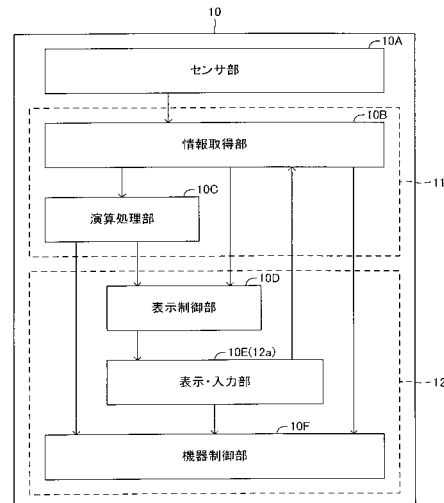 10
10A
センサ部
10B
情報取得部
11
10C
演算処理部
10D
表示制御部
10E(12a)
表示・入力部
12
10F
機器制御部